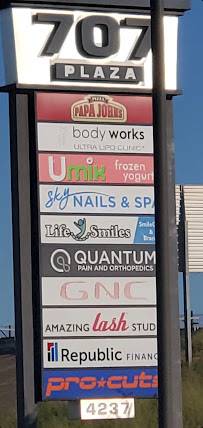 707
PLAZA
PIZZA
PAPA JOHNS
body works
ULTRA LIPO CLINIC
Umix frozen yogurt
Sky NAILS & SPA
Life Smiles
QUANTUM
PAIN AND ORTHOPEDICS
GNC
AMAZING lash STUD
Republic FINANC
pro★cuts
4237